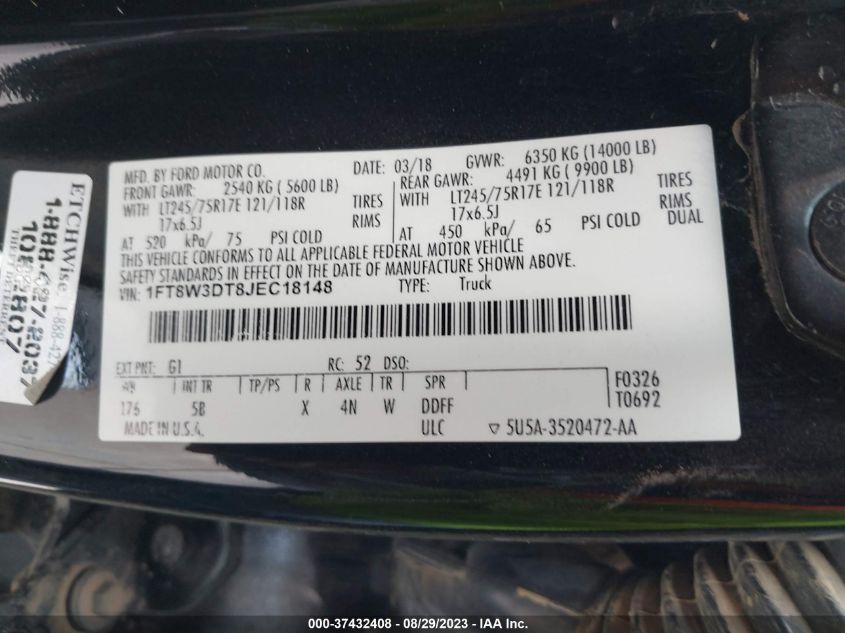 MFD. BY FORD MOTOR CO.
DATE: 03/18 GVWR: 6350 KG (14000 LB)
FRONT GAWR: 2540 KG (5600 LB)
REAR GAWR: 4491 KG (9900 LB)
WITH LT245/75R17E 121/118R TIRES
WITH LT245/75R17E 121/118R TIRES
17x6.5J RIMS
17x6.5J RIMS
AT 520 kPa/ 75 PSI COLD
AT 450 kPa/ 65 PSI COLD DUAL
THIS VEHICLE CONFORMS TO ALL APPLICABLE FEDERAL MOTOR VEHICLE
SAFETY STANDARDS IN EFFECT ON THE DATE OF MANUFACTURE SHOWN ABOVE.
VIN: 1FT8W3DT8JEC18148 TYPE: Truck
EXT PNT: G1 RC: 52 DSO:
WB INT TR TP/PS R AXLE TR SPR
176 5B X 4N W DDFF
F0326
T0692
MADE IN U.S.A. ULC 5U5A-3520472-AA
ETCHWise 1-888-427
000-37432408 - 08/29/2023 - IAA Inc.